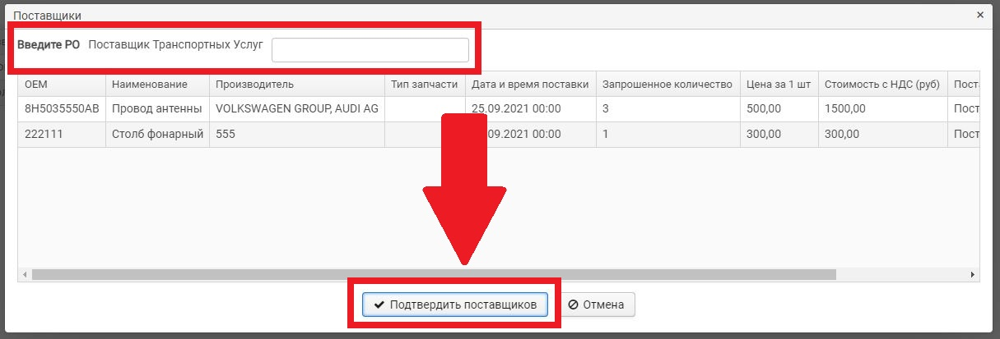 Поставщики ×
Введите РО Поставщик Транспортных Услуг
OEM Наименование Производитель Тип запчасти Дата и время поставки Запрошенное количество Цена за 1 шт Стоимость с НДС (руб) Поста
8H5035550AB Провод антенны VOLKSWAGEN GROUP, AUDI AG 25.09.2021 00:00 3 500,00 1500,00 Пост
222111 Столб фонарный 555 .09.2021 00:00 1 300,00 300,00 Пост
Подтвердить поставщиков Отмена